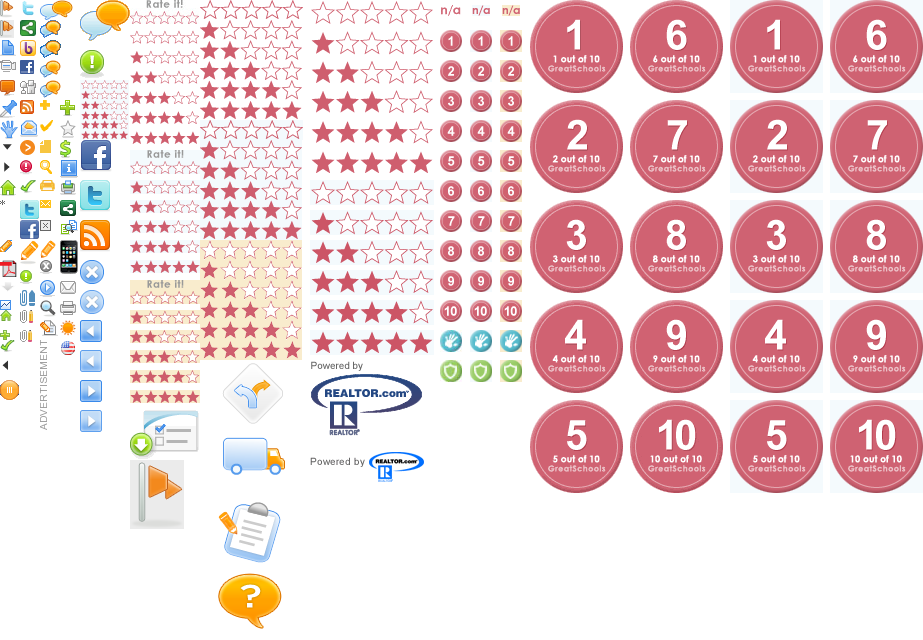 Rate it!
Rate it!
Rate it!
ADVERTISEMENT
Powered by
REALTOR.com®
R
REALTOR®
Powered by
REALTOR.com®
R
REALTOR
n/a n/a n/a
1 1 1
2 2 2
3 3 3
4 4 4
5 5 5
6 6 6
7 7 7
8 8 8
9 9 9
10 10 10
1
1 out of 10
GreatSchools
6
6 out of 10
GreatSchools
1
1 out of 10
GreatSchools
6
6 out of 10
GreatSchools
2
2 out of 10
GreatSchools
7
7 out of 10
GreatSchools
2
2 out of 10
GreatSchools
7
7 out of 10
GreatSchools
3
3 out of 10
GreatSchools
8
8 out of 10
GreatSchools
3
3 out of 10
GreatSchools
8
8 out of 10
GreatSchools
4
4 out of 10
GreatSchools
9
9 out of 10
GreatSchools
4
4 out of 10
GreatSchools
9
9 out of 10
GreatSchools
5
5 out of 10
GreatSchools
10
10 out of 10
GreatSchools
5
5 out of 10
GreatSchools
10
10 out of 10
GreatSchools